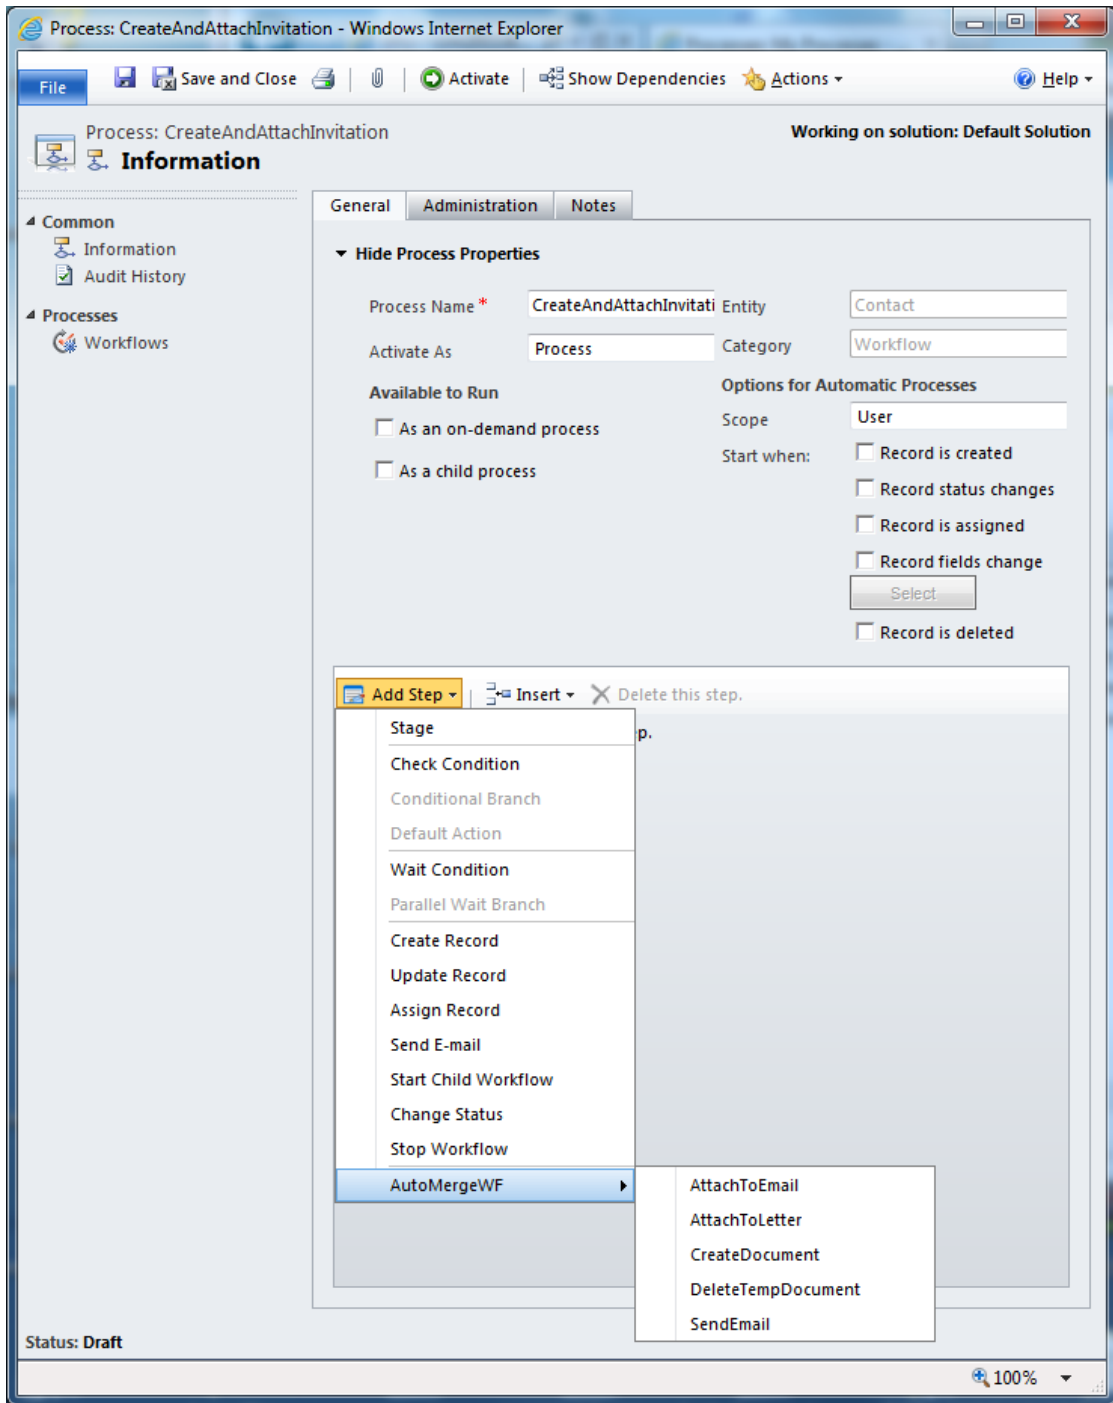 Process: CreateAndAttachInvitation - Windows Internet Explorer
File Save and Close Activate Show Dependencies Actions Help
Process: CreateAndAttachInvitation
Information
Working on solution: Default Solution
Common
Information
Audit History
Processes
Workflows
General Administration Notes
Hide Process Properties
Process Name * CreateAndAttachInvitati Entity Contact
Activate As Process Category Workflow
Available to Run Options for Automatic Processes
As an on-demand process Scope User
As a child process Start when: Record is created
Record status changes
Record is assigned
Record fields change
Select
Record is deleted
Add Step Insert Delete this step.
Stage
p.
Check Condition
Conditional Branch
Default Action
Wait Condition
Parallel Wait Branch
Create Record
Update Record
Assign Record
Send E-mail
Start Child Workflow
Change Status
Stop Workflow
AutoMergeWF
AttachToEmail
AttachToLetter
CreateDocument
DeleteTempDocument
SendEmail
Status: Draft
100%